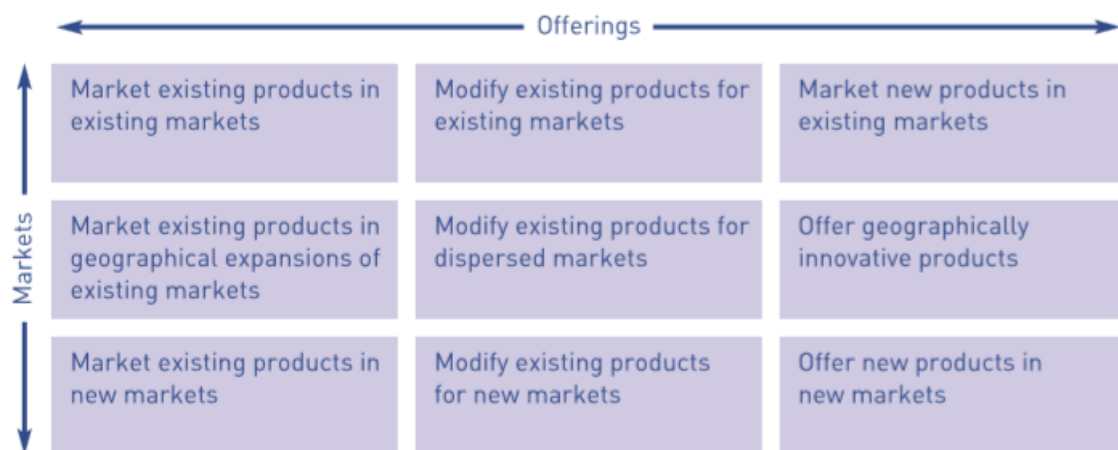 Offerings
Markets
Market existing products in
existing markets
Modify existing products for
existing markets
Market new products in
existing markets
Market existing products in
geographical expansions of
existing markets
Modify existing products for
dispersed markets
Offer geographically
innovative products
Market existing products in
new markets
Modify existing products
for new markets
Offer new products in
new markets